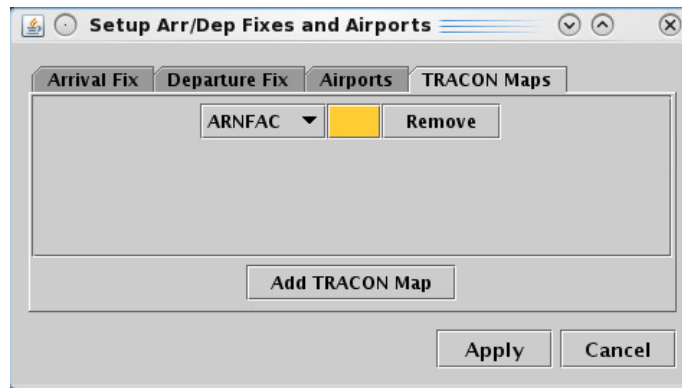 Setup Arr/Dep Fixes and Airports
Arrival Fix Departure Fix Airports TRACON Maps
ARNFAC Remove
Add TRACON Map
Apply Cancel